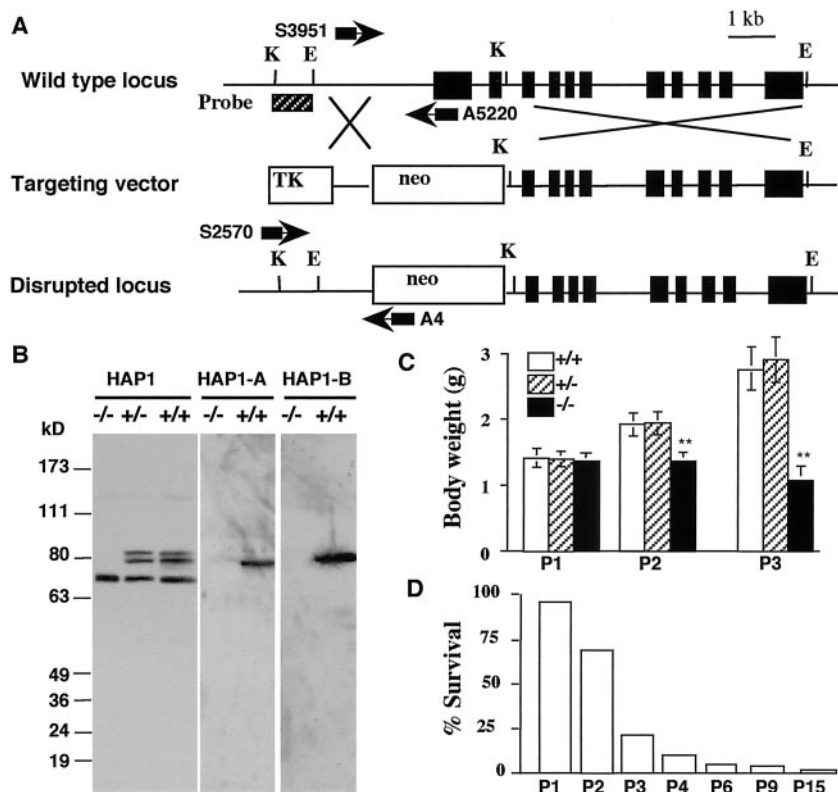 A
S3951
1 kb
K E K E
Wild type locus
Probe
A5220
K E
Targeting vector
TK
neo
S2570
K E K E
Disrupted locus
neo
A4
B
HAP1 HAP1-A HAP1-B
-/- +/- +/+ -/- +/+ -/- +/+
kD
173
111
80
63
49
36
24
19
C
Body weight (g)
3
2
1
0
+/+
+/-
-/-
**
**
P1 P2 P3
D
% Survival
100
75
50
25
0
P1 P2 P3 P4 P6 P9 P15